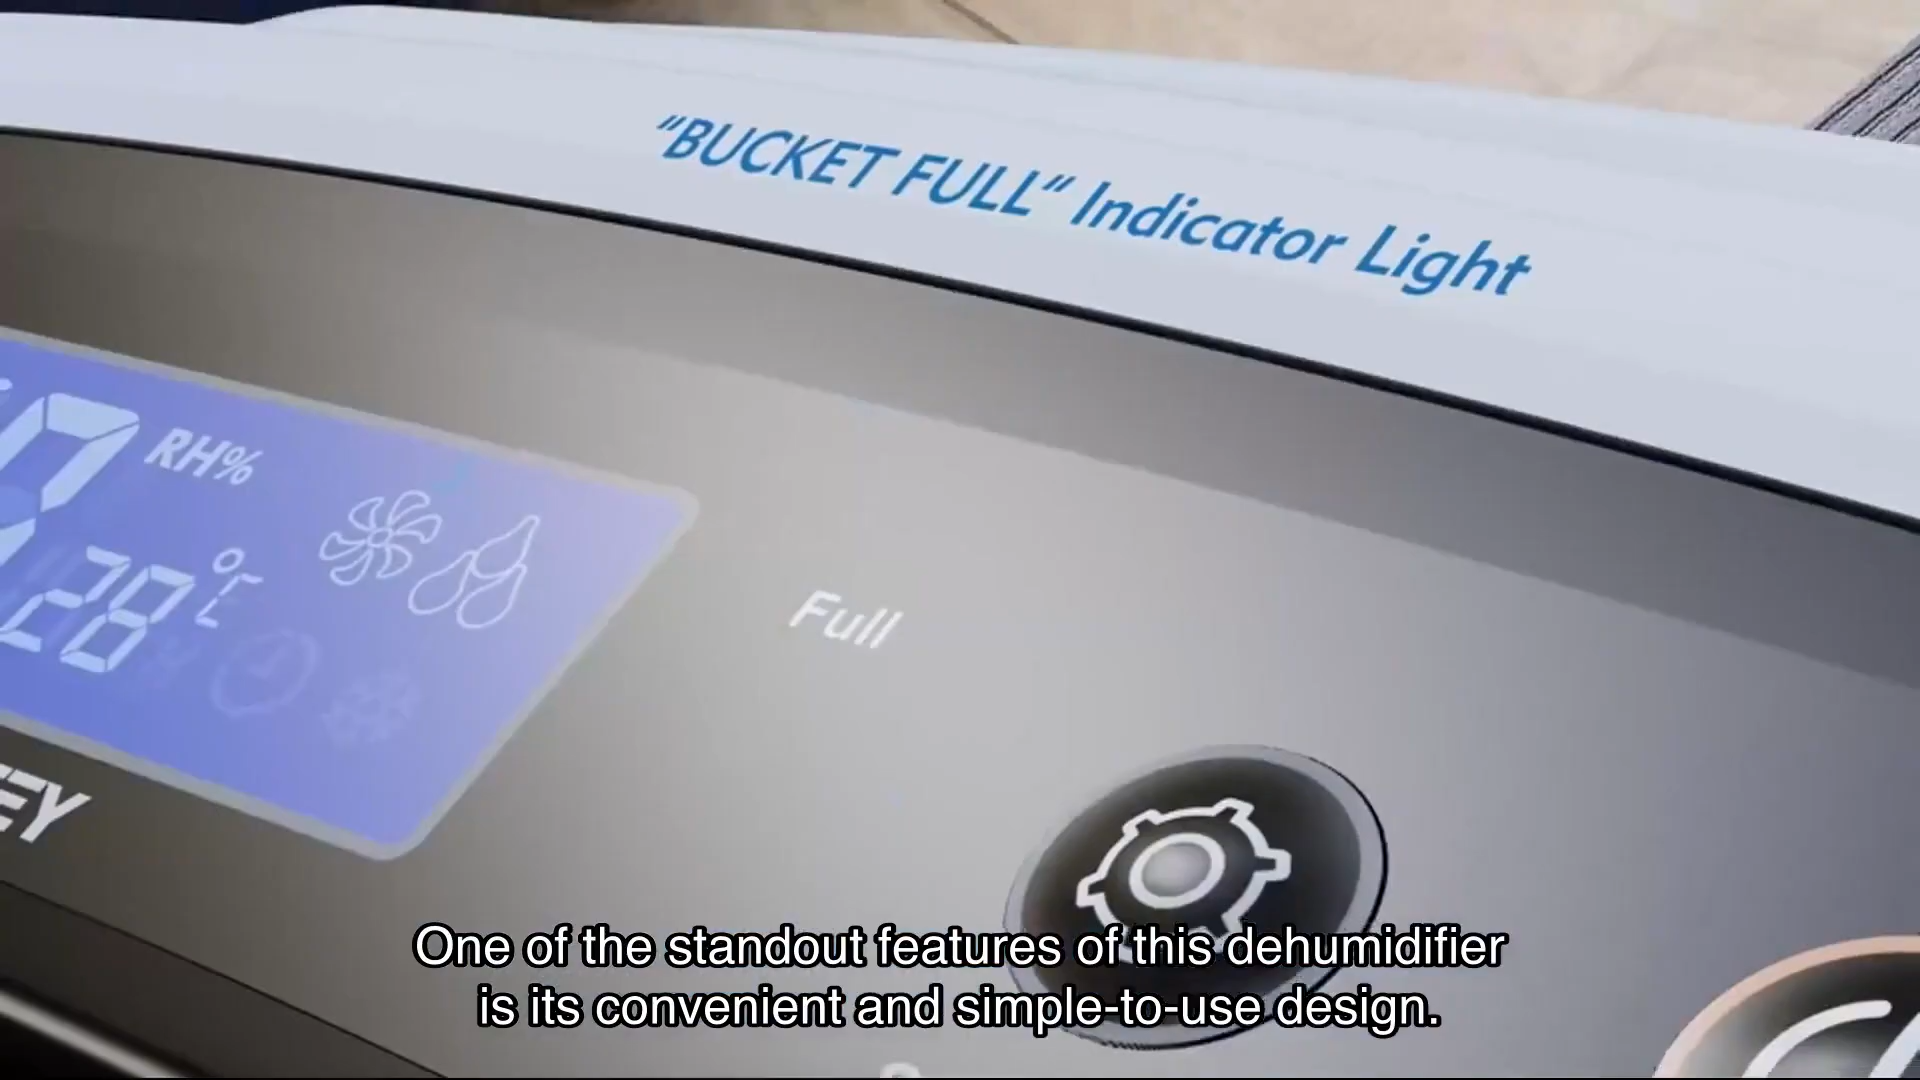 "BUCKET FULL" Indicator Light
RH%
28°C
Full
One of the standout features of this dehumidifier
is its convenient and simple-to-use design.